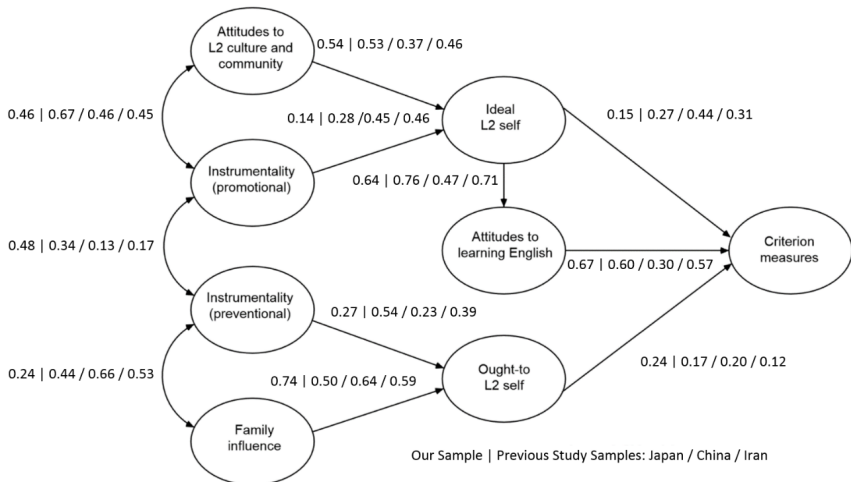 Attitudes to
L2 culture and
community
0.54 | 0.53 / 0.37 / 0.46
0.46 | 0.67 / 0.46 / 0.45
Ideal
L2 self
0.15 | 0.27 / 0.44 / 0.31
0.14 | 0.28 /0.45 / 0.46
Instrumentality
(promotional)
0.64 | 0.76 / 0.47 / 0.71
0.48 | 0.34 / 0.13 / 0.17
Attitudes to
learning English
Criterion
measures
0.67 | 0.60 / 0.30 / 0.57
Instrumentality
(preventional)
0.27 | 0.54 / 0.23 / 0.39
0.24 | 0.44 / 0.66 / 0.53
0.74 | 0.50 / 0.64 / 0.59
Ought-to
L2 self
0.24 | 0.17 / 0.20 / 0.12
Family
influence
Our Sample | Previous Study Samples: Japan / China / Iran